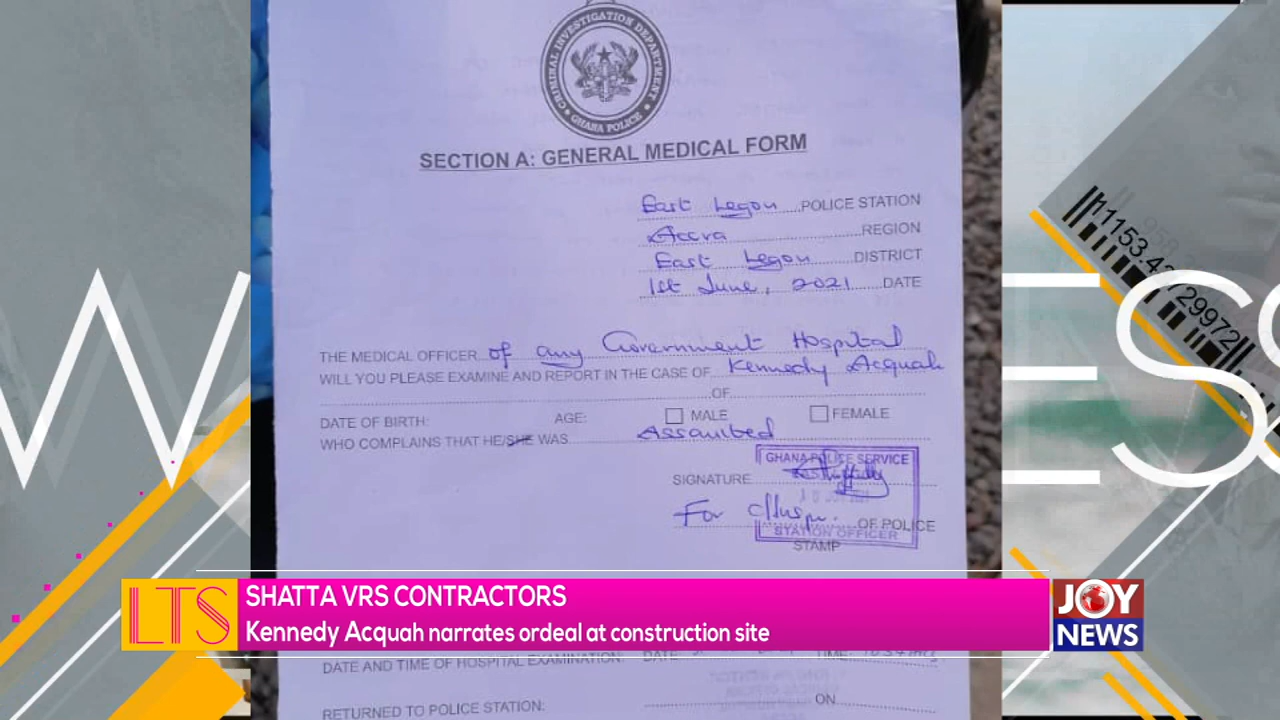 CRIMINAL INVESTIGATION DEPARTMENT
GHANA POLICE
SECTION A: GENERAL MEDICAL FORM
East Legon POLICE STATION
Accra REGION
East Legon DISTRICT
1st June, 2021 DATE
THE MEDICAL OFFICER of any Government Hospital
WILL YOU PLEASE EXAMINE AND REPORT IN THE CASE OF Kennedy Acquah
OF
DATE OF BIRTH: AGE: MALE FEMALE
WHO COMPLAINS THAT HE/SHE WAS Assaulted
GHANA POLICE SERVICE
SIGNATURE
For C/Inspr. OF POLICE
STATION OFFICER
STAMP
LTS
SHATTA VRS CONTRACTORS
Kennedy Acquah narrates ordeal at construction site
JOY
NEWS
DATE AND TIME OF HOSPITAL EXAMINATION: DATE TIME:
RETURNED TO POLICE STATION: ON
W
ESS